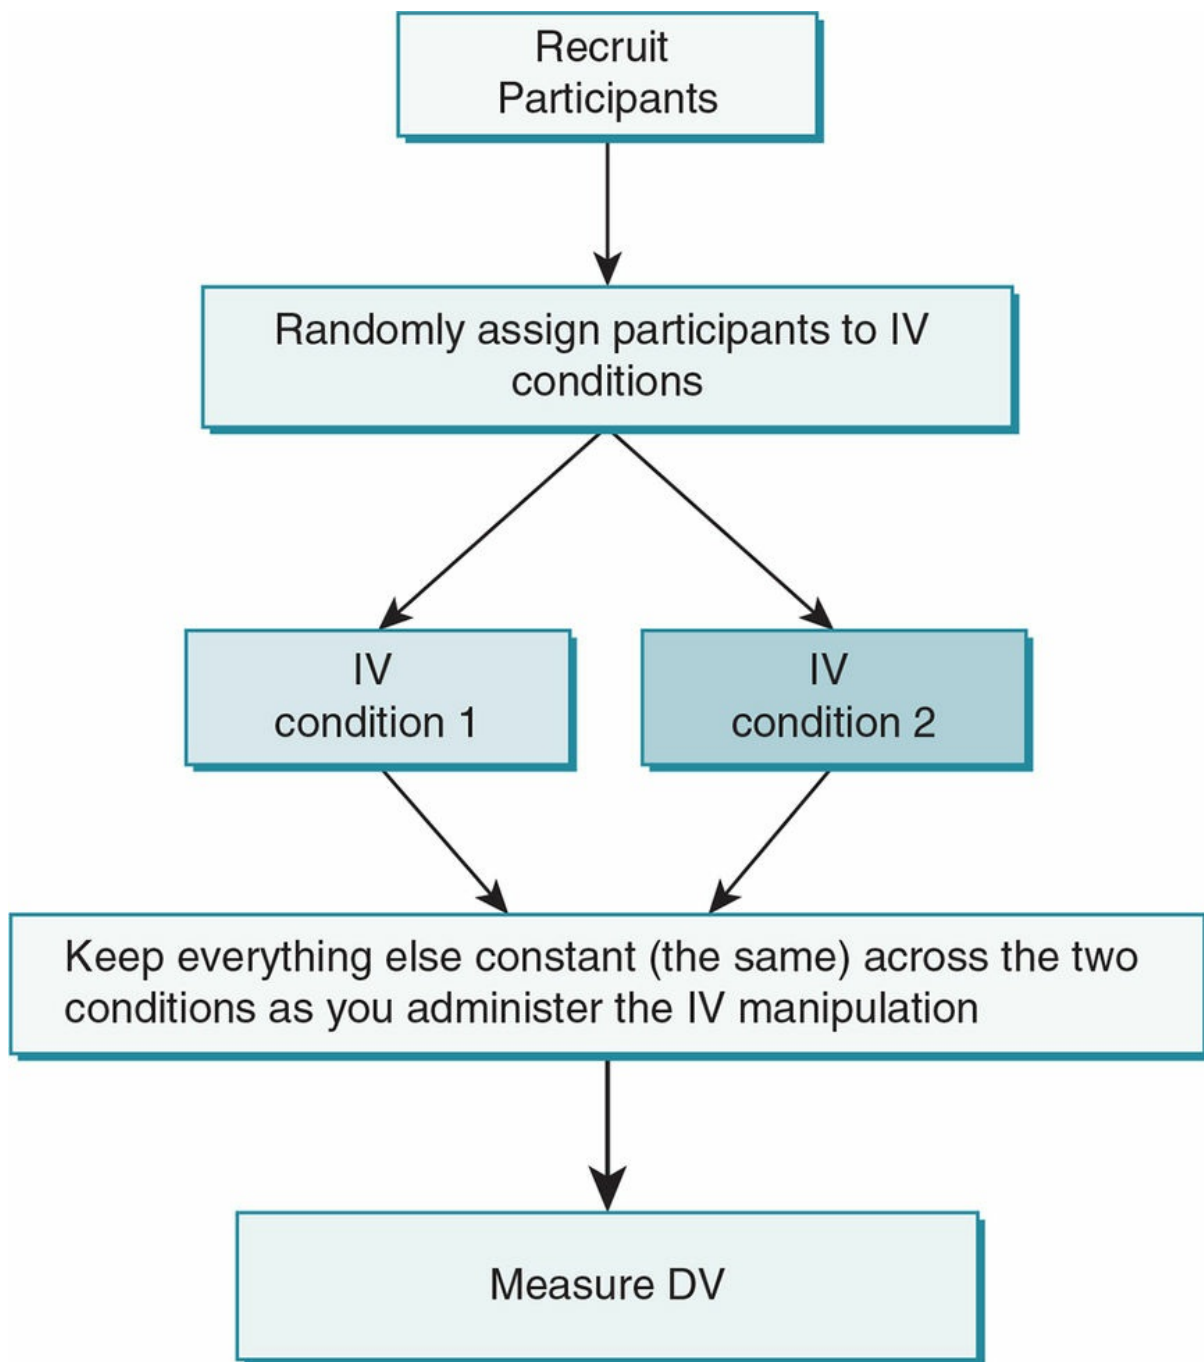 Recruit
Participants
Randomly assign participants to IV
conditions
IV
condition 1
IV
condition 2
Keep everything else constant (the same) across the two
conditions as you administer the IV manipulation
Measure DV